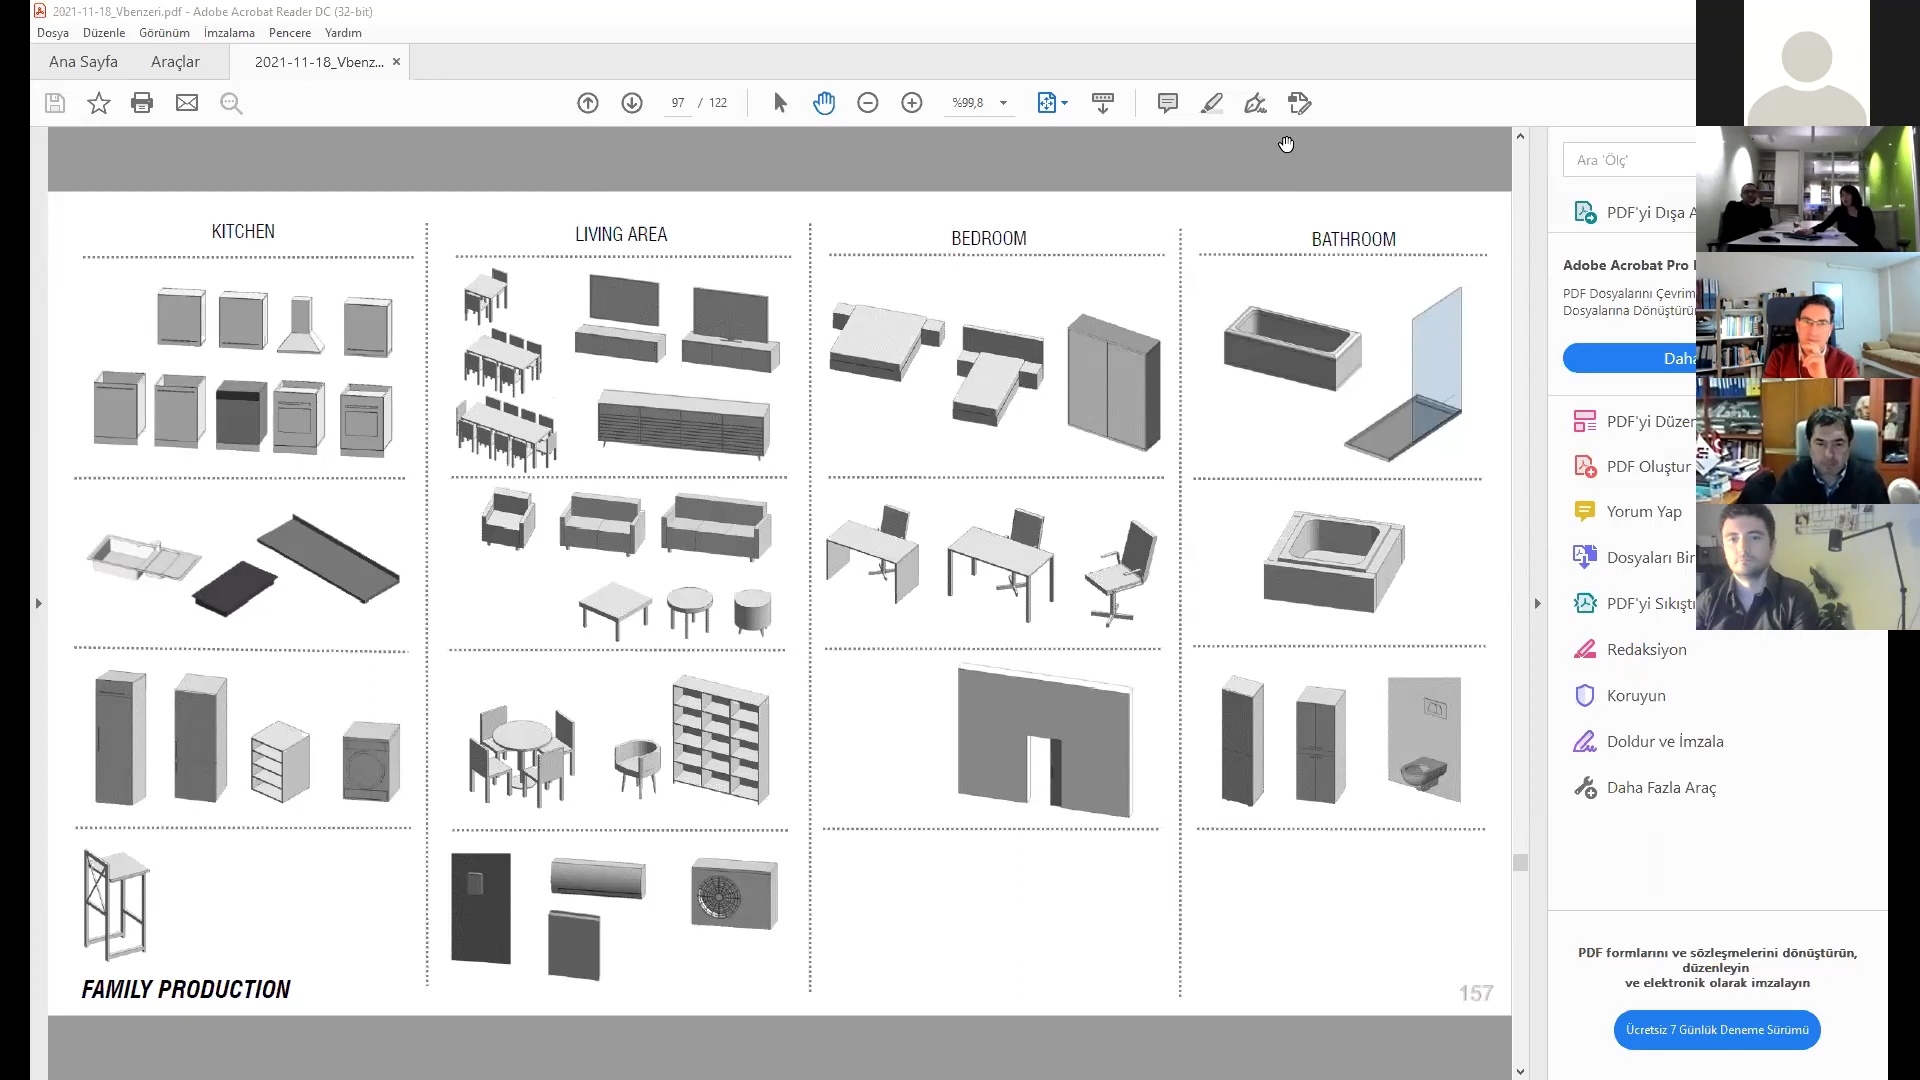 2021-11-18_Vbenzeri.pdf - Adobe Acrobat Reader DC (32-bit)
Dosya Düzenle Görünüm İmzalama Pencere Yardım
Ana Sayfa Araçlar 2021-11-18_Vbenz... ×
97 / 122 %99,8
KITCHEN
LIVING AREA
BEDROOM
BATHROOM
FAMILY PRODUCTION
157
Ara 'Ölç'
PDF'yi Dışa A
Adobe Acrobat Pro
PDF Dosyalarını Çevrim
Dosyalarına Dönüştürü
Daha
PDF'yi Düzen
PDF Oluştur
Yorum Yap
Dosyaları Bir
PDF'yi Sıkıştı
Redaksiyon
Koruyun
Doldur ve İmzala
Daha Fazla Araç
PDF formlarını ve sözleşmelerini dönüştürün,
düzenleyin
ve elektronik olarak imzalayın
Ücretsiz 7 Günlük Deneme Sürümü